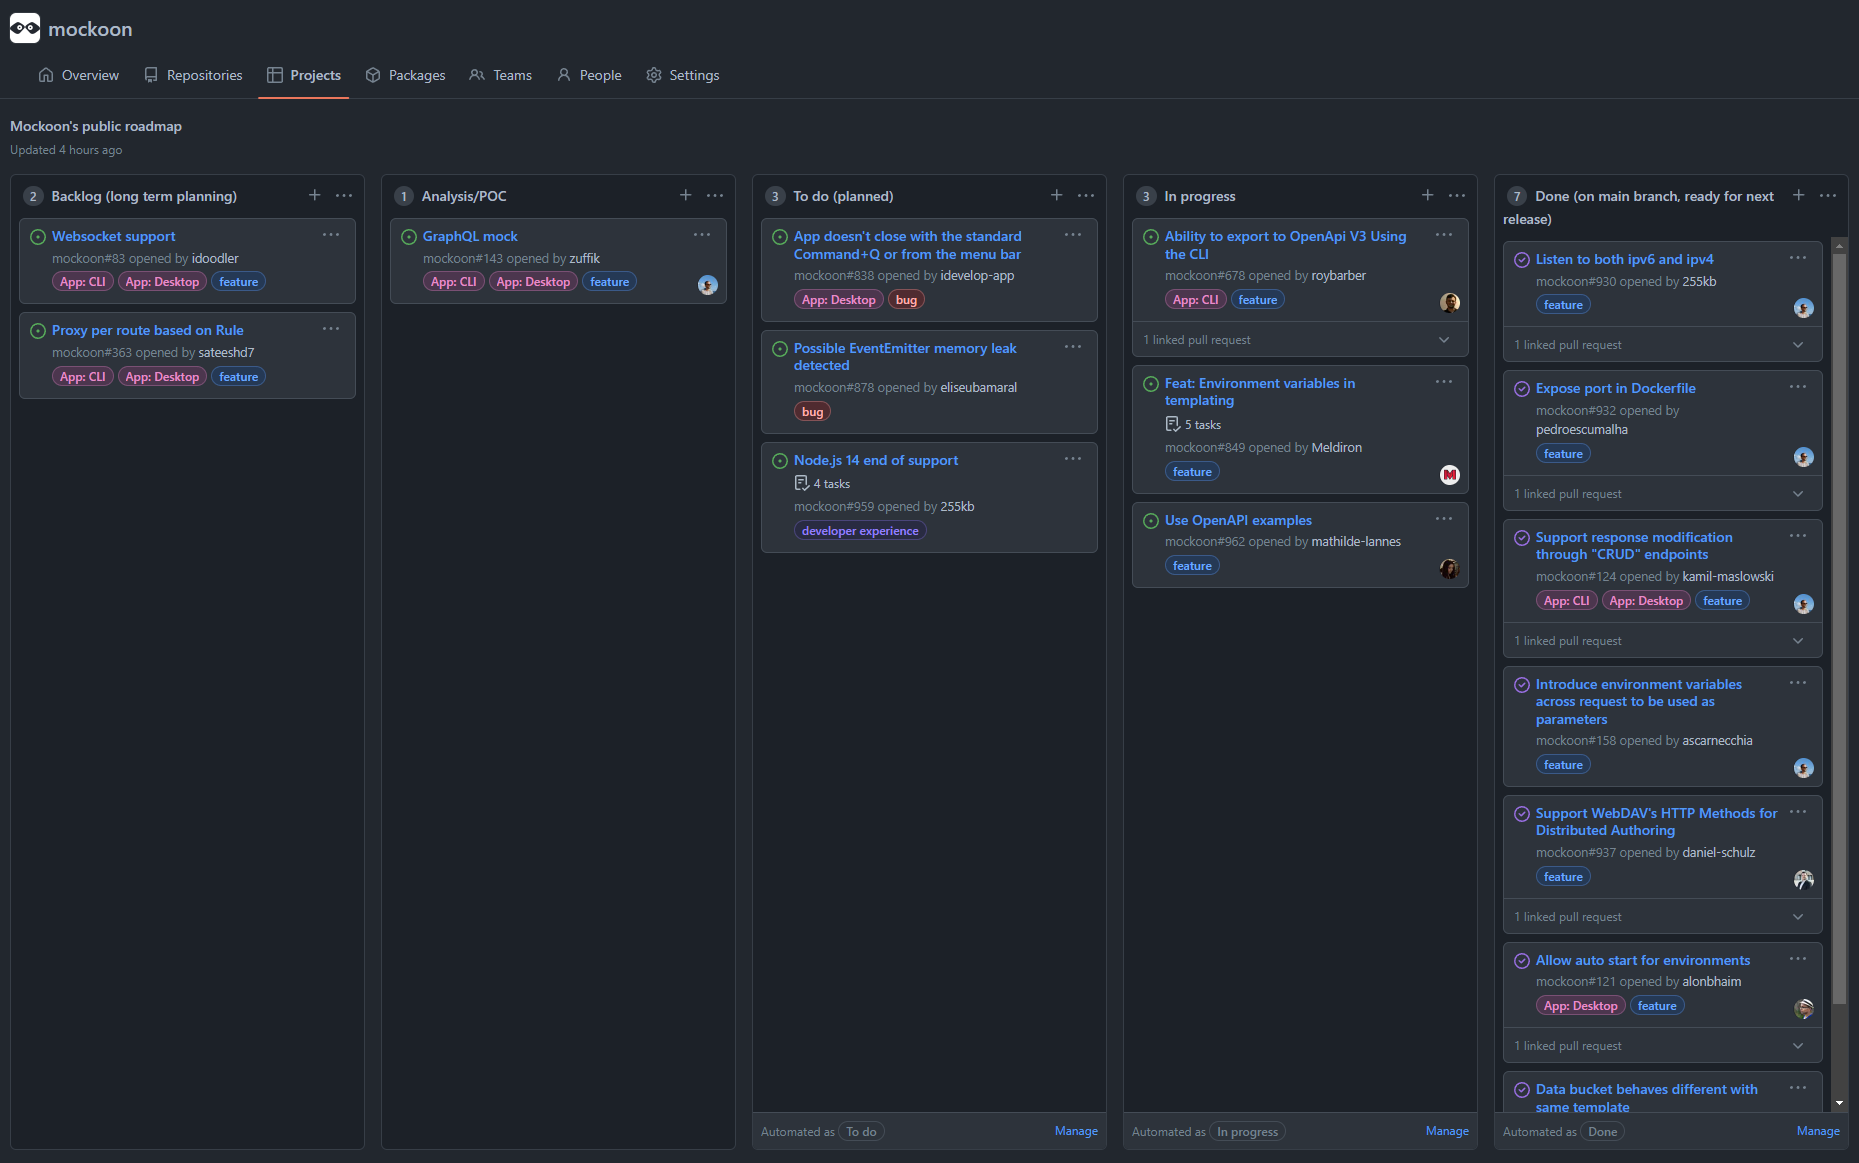 mockoon
Overview Repositories Projects Packages Teams People Settings
Mockoon's public roadmap
Updated 4 hours ago
2 Backlog (long term planning)
Websocket support
mockoon#83 opened by idoodler
App: CLI App: Desktop feature
Proxy per route based on Rule
mockoon#363 opened by sateeshd7
App: CLI App: Desktop feature
1 Analysis/POC
GraphQL mock
mockoon#143 opened by zuffik
App: CLI App: Desktop feature
3 To do (planned)
App doesn't close with the standard
Command+Q or from the menu bar
mockoon#838 opened by idevelop-app
App: Desktop bug
Possible EventEmitter memory leak
detected
mockoon#878 opened by eliseubamaral
bug
Node.js 14 end of support
4 tasks
mockoon#959 opened by 255kb
developer experience
Automated as To do Manage
3 In progress
Ability to export to OpenApi V3 Using
the CLI
mockoon#678 opened by roybarber
App: CLI feature
1 linked pull request
Feat: Environment variables in
templating
5 tasks
mockoon#849 opened by Meldiron
feature
M
Use OpenAPI examples
mockoon#962 opened by mathilde-lannes
feature
Automated as In progress Manage
7 Done (on main branch, ready for next
release)
Listen to both ipv6 and ipv4
mockoon#930 opened by 255kb
feature
1 linked pull request
Expose port in Dockerfile
mockoon#932 opened by
pedroescumalha
feature
1 linked pull request
Support response modification
through "CRUD" endpoints
mockoon#124 opened by kamil-maslowski
App: CLI App: Desktop feature
1 linked pull request
Introduce environment variables
across request to be used as
parameters
mockoon#158 opened by ascarnecchia
feature
Support WebDAV's HTTP Methods for
Distributed Authoring
mockoon#937 opened by daniel-schulz
feature
1 linked pull request
Allow auto start for environments
mockoon#121 opened by alonbhaim
App: Desktop feature
1 linked pull request
Data bucket behaves different with
same template
Automated as Done Manage